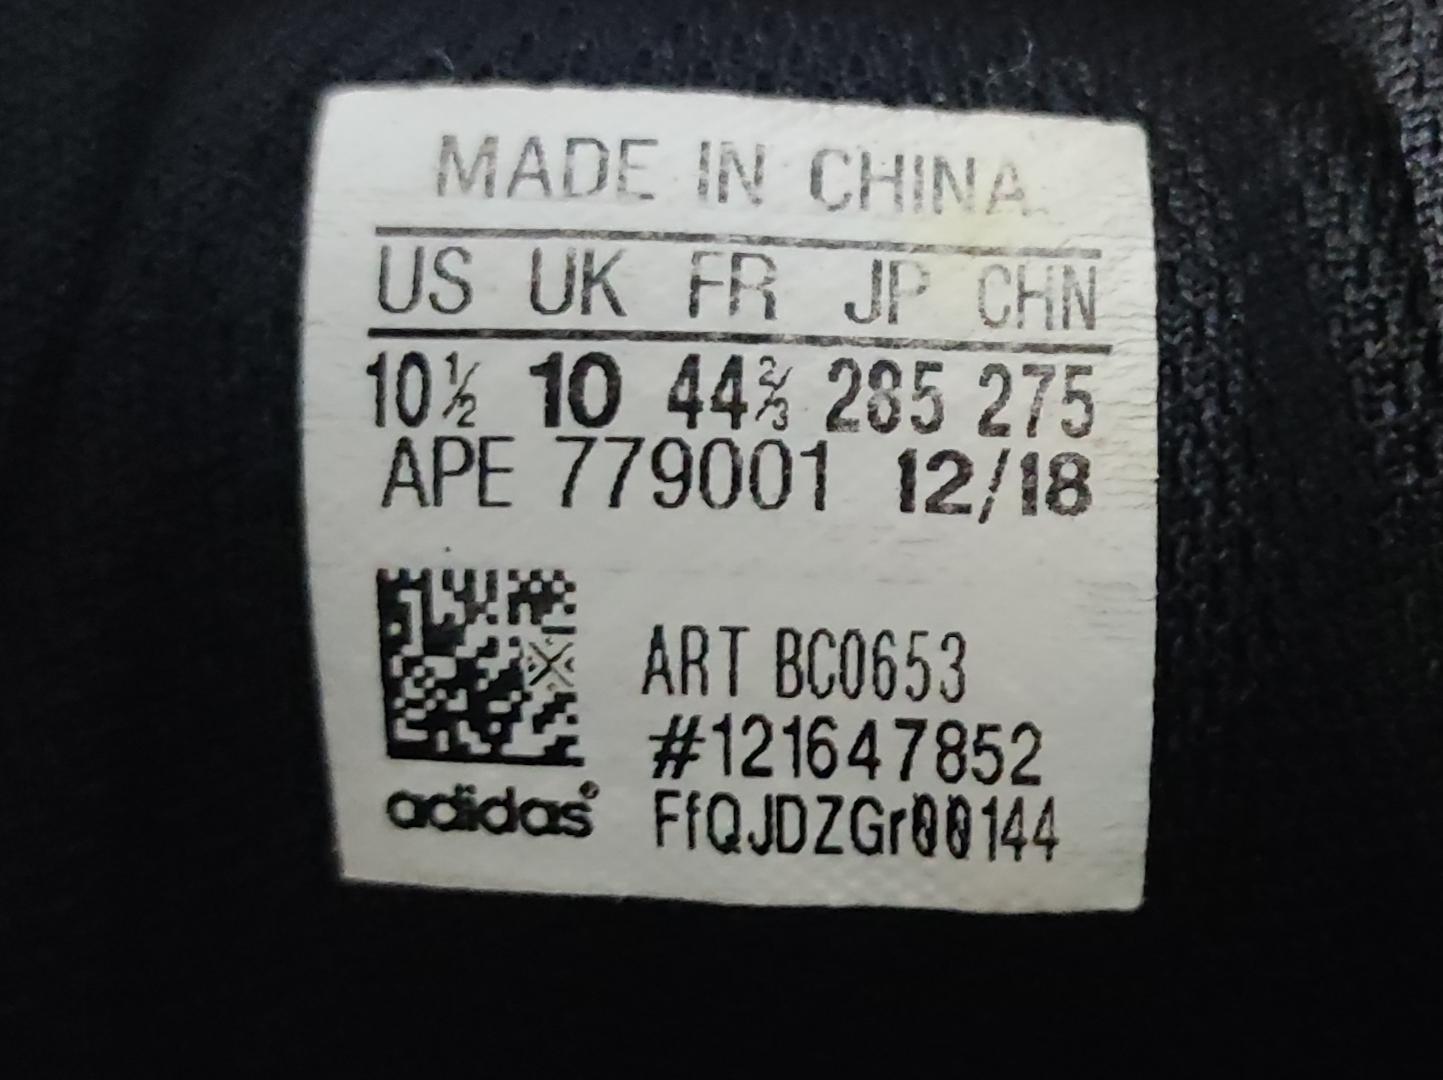 MADE IN CHINA
US UK FR JP CHN
10½ 10 44⅔ 285 275
APE 779001 12/18
ART BC0653
#121647852
adidas®
FfQJDZGr00144